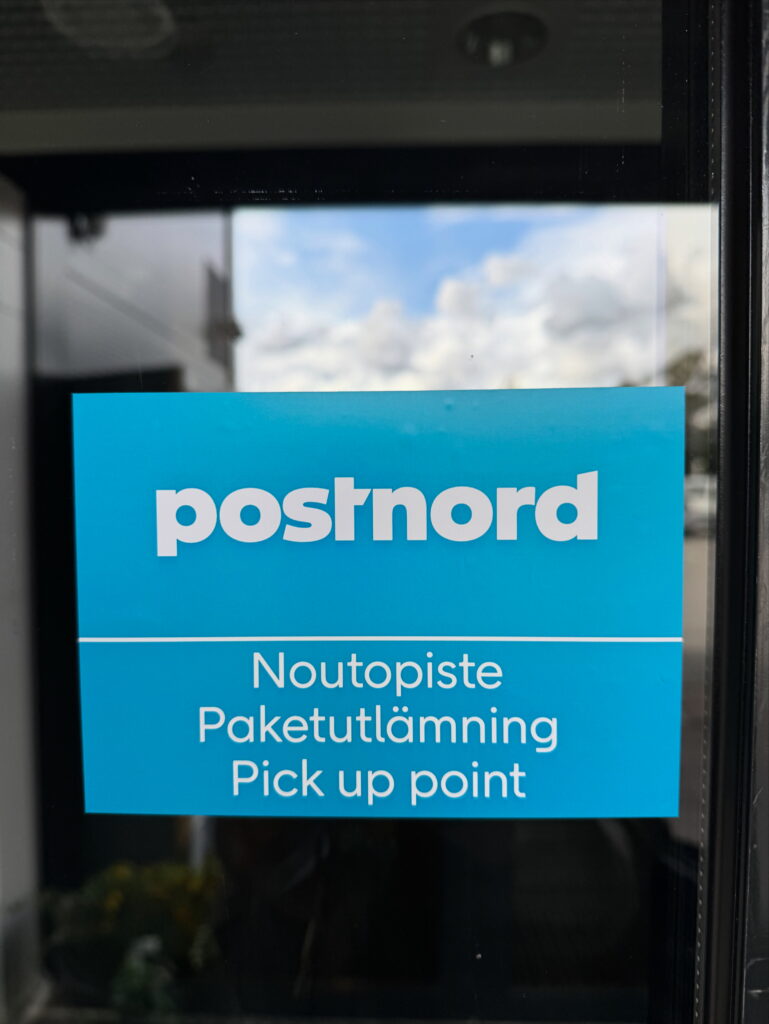 postnord
Noutopiste
Paketutlämning
Pick up point